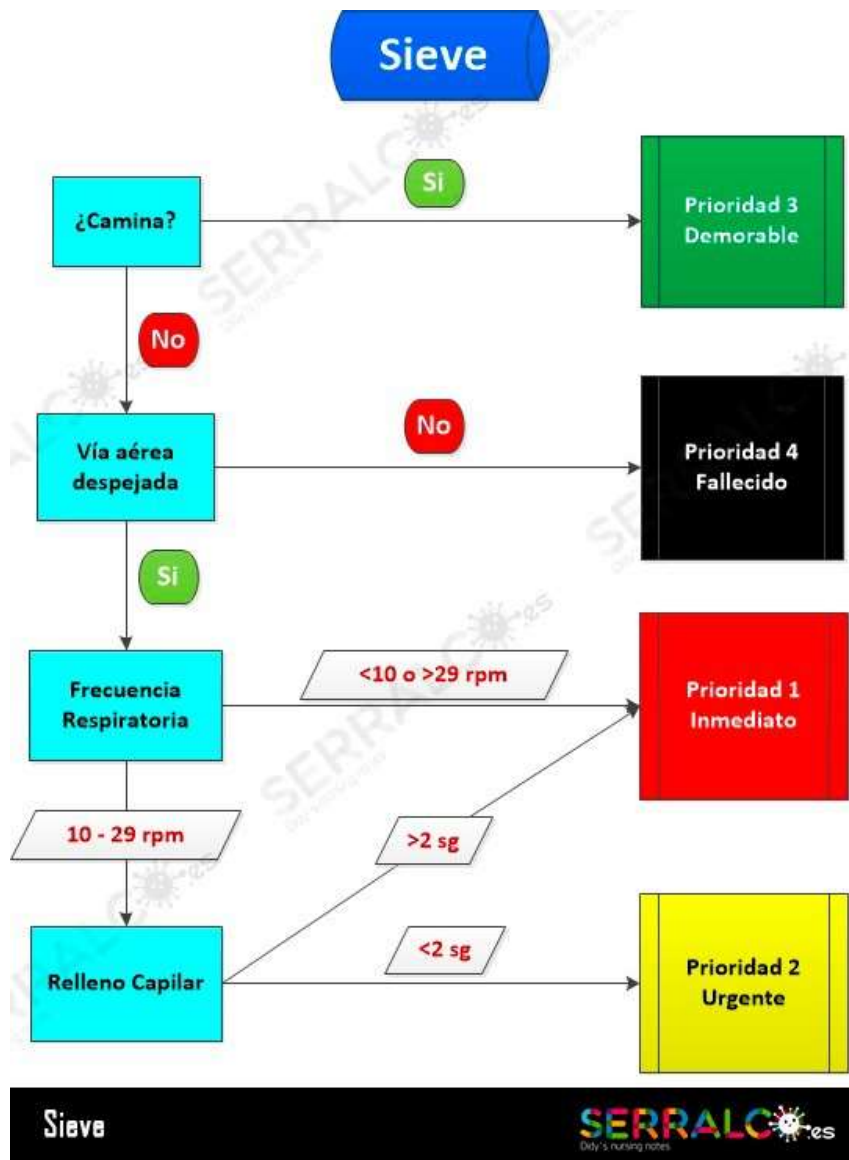 Sieve
Si
¿Camina?
Prioridad 3
Demorable
No
No
Vía aérea
despejada
Prioridad 4
Fallecido
Si
<10 o >29 rpm
Frecuencia
Respiratoria
Prioridad 1
Inmediato
10 - 29 rpm
>2 sg
<2 sg
Relleno Capilar
Prioridad 2
Urgente
Sieve
SERRALCO.es
Didy's nursing notes